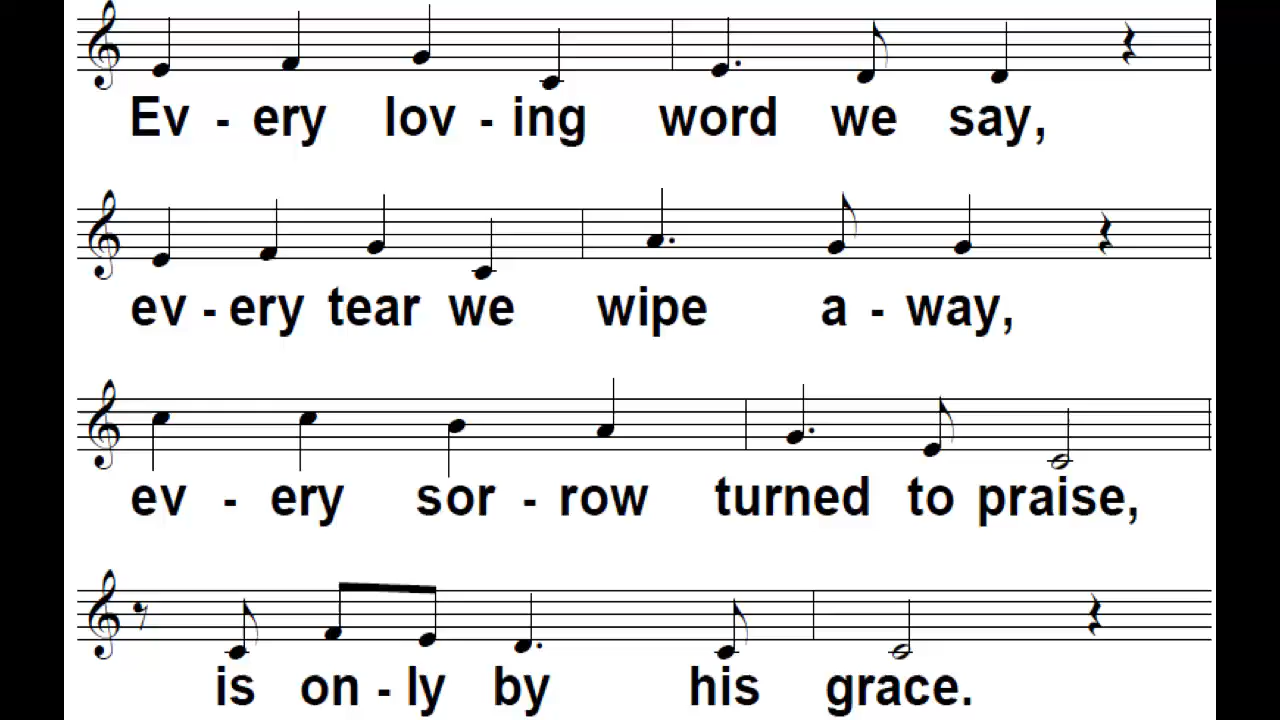 Ev - ery lov - ing word we say,
ev - ery tear we wipe a - way,
ev - ery sor - row turned to praise,
is on - ly by his grace.